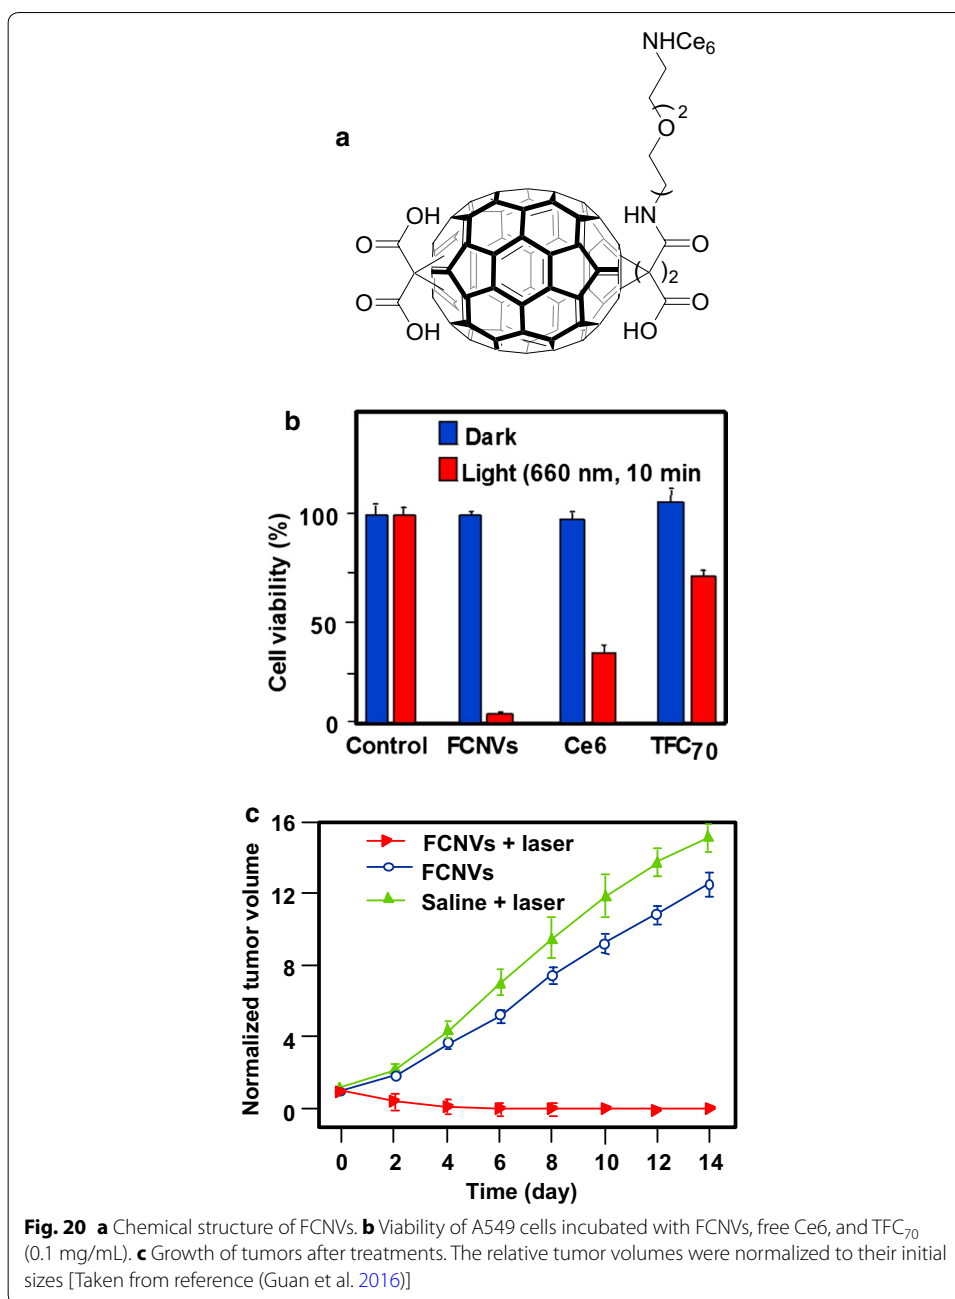 NHCe6
2
O
a
HN
OH
O
O
2
O
O
OH
HO
b
Dark
Light (660 nm, 10 min
Cell viability (%)
100
50
0
Control FCNVs Ce6 TFC70
c
Normalized tumor volume
16
12
8
4
0
FCNVs + laser
FCNVs
Saline + laser
0 2 4 6 8 10 12 14
Time (day)
Fig. 20 a Chemical structure of FCNVs. b Viability of A549 cells incubated with FCNVs, free Ce6, and TFC70
(0.1 mg/mL). c Growth of tumors after treatments. The relative tumor volumes were normalized to their initial
sizes [Taken from reference (Guan et al. 2016)]